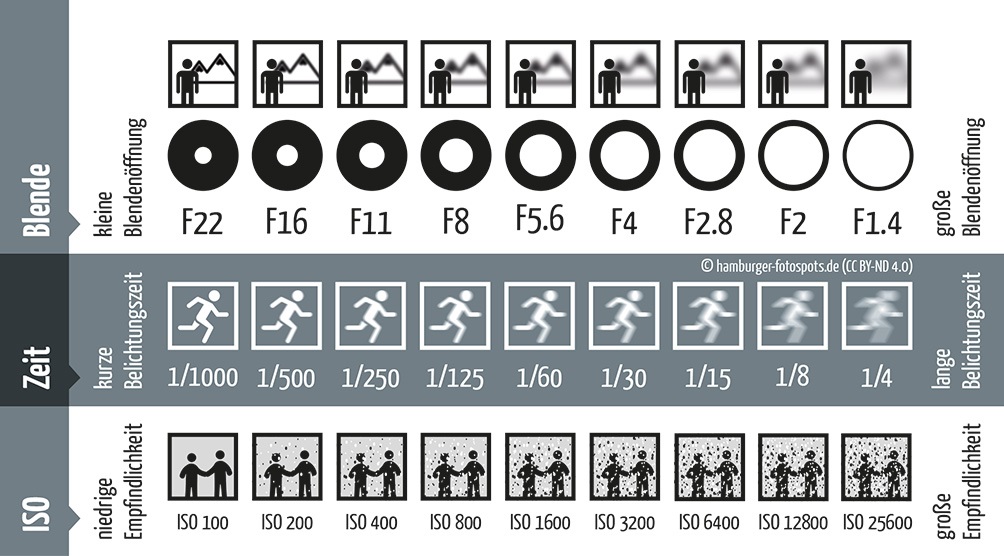 Blende
kleine
Blendenöffnung
F22 F16 F11 F8 F5.6 F4 F2.8 F2 F1.4
große
Blendenöffnung
© hamburger-fotospots.de (CC BY-ND 4.0)
Zeit
kurze
Belichtungszeit
1/1000 1/500 1/250 1/125 1/60 1/30 1/15 1/8 1/4
lange
Belichtungszeit
ISO
niedrige
Empfindlichkeit
ISO 100 ISO 200 ISO 400 ISO 800 ISO 1600 ISO 3200 ISO 6400 ISO 12800 ISO 25600
große
Empfindlichkeit